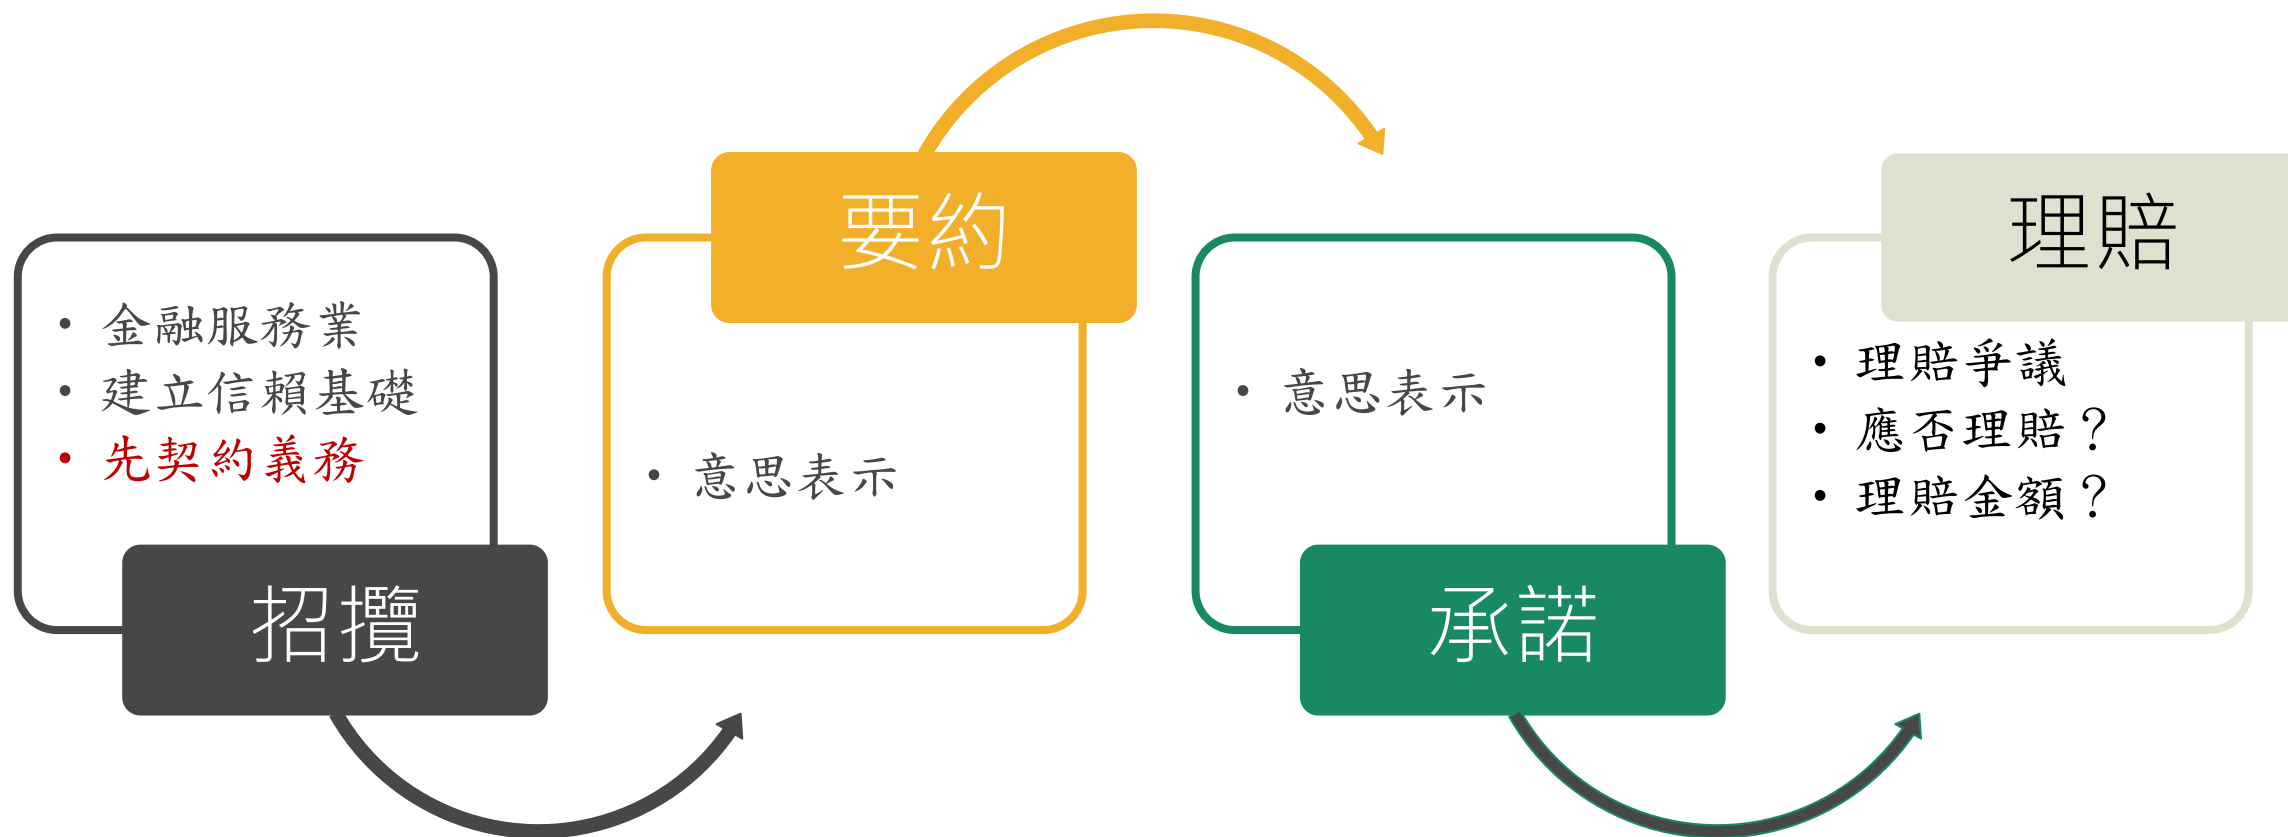 • 金融服務業
• 建立信賴基礎
• 先契約義務
招攬
要約
• 意思表示
• 意思表示
承諾
理賠
• 理賠爭議
• 應否理賠？
• 理賠金額？